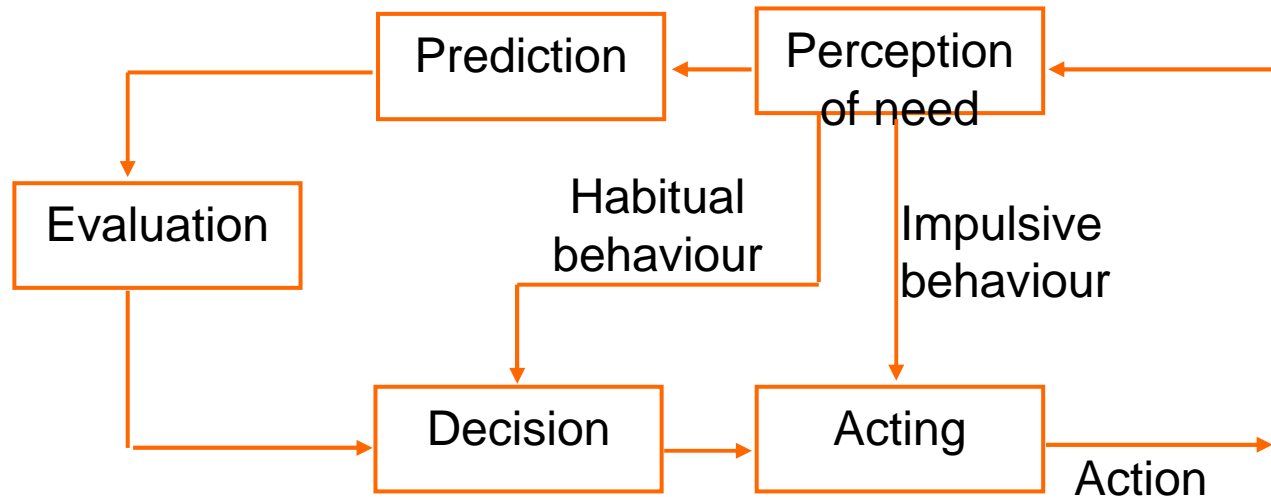 Prediction
Perception
of need
Evaluation
Habitual
behaviour
Impulsive
behaviour
Decision
Acting
Action